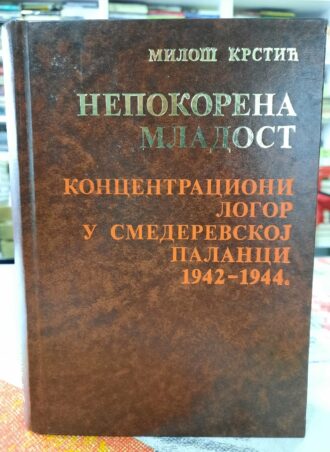 МИЛОШ КРСТИЋ
НЕПОКОРЕНА
МЛАДОСТ
КОНЦЕНТРАЦИОНИ
ЛОГОР
У СМЕДЕРЕВСКОЈ
ПАЛАНЦИ
1942-1944.